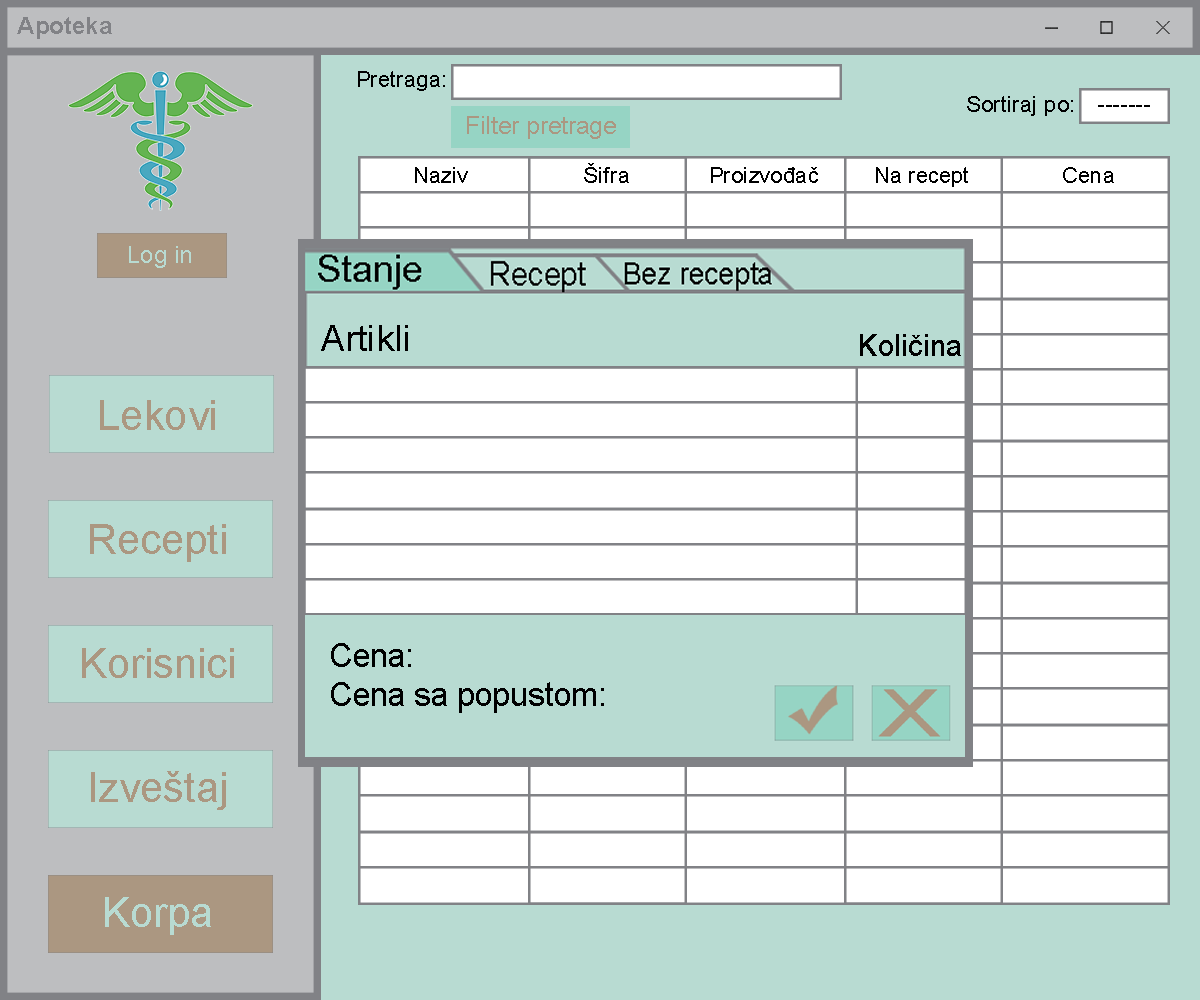 Apoteka
Log in
Lekovi
Recepti
Korisnici
Izveštaj
Korpa
Pretraga:
Filter pretrage
Sortiraj po: -------
Naziv Šifra Proizvođač Na recept Cena
Stanje Recept Bez recepta
Artikli Količina
Cena:
Cena sa popustom: